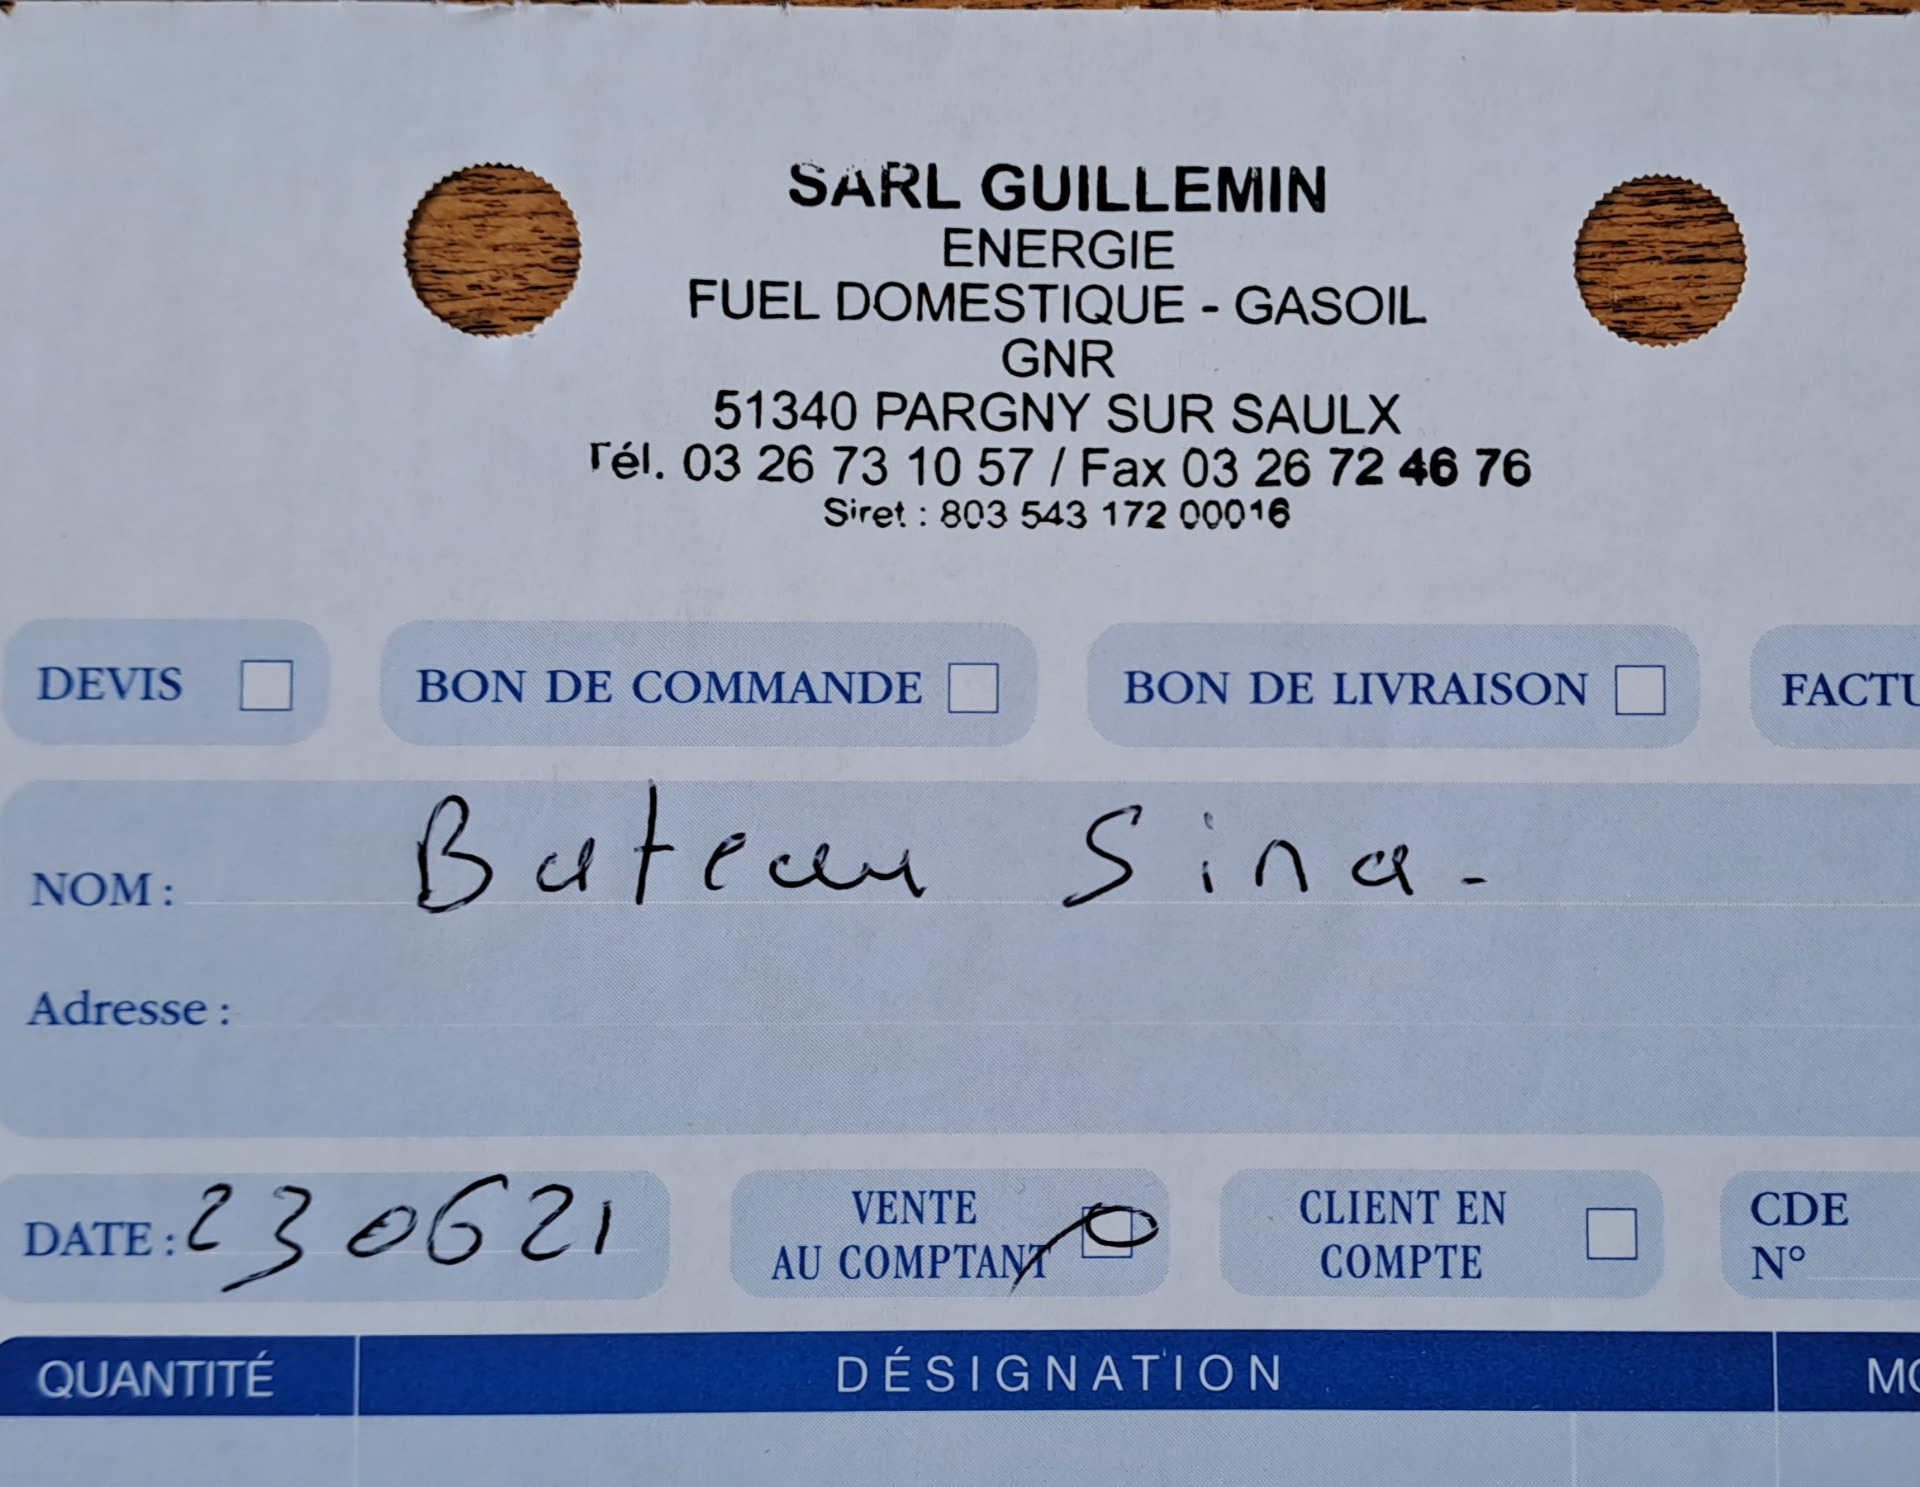 SARL GUILLEMIN
ENERGIE
FUEL DOMESTIQUE - GASOIL
GNR
51340 PARGNY SUR SAULX
Tél. 03 26 73 10 57 / Fax 03 26 72 46 76
Siret : 803 543 172 00016
DEVIS BON DE COMMANDE BON DE LIVRAISON FACTU
NOM : Bateau Sina.
Adresse :
DATE : 230621
VENTE AU COMPTANT
CLIENT EN COMPTE
CDE N°
QUANTITÉ DÉSIGNATION MO